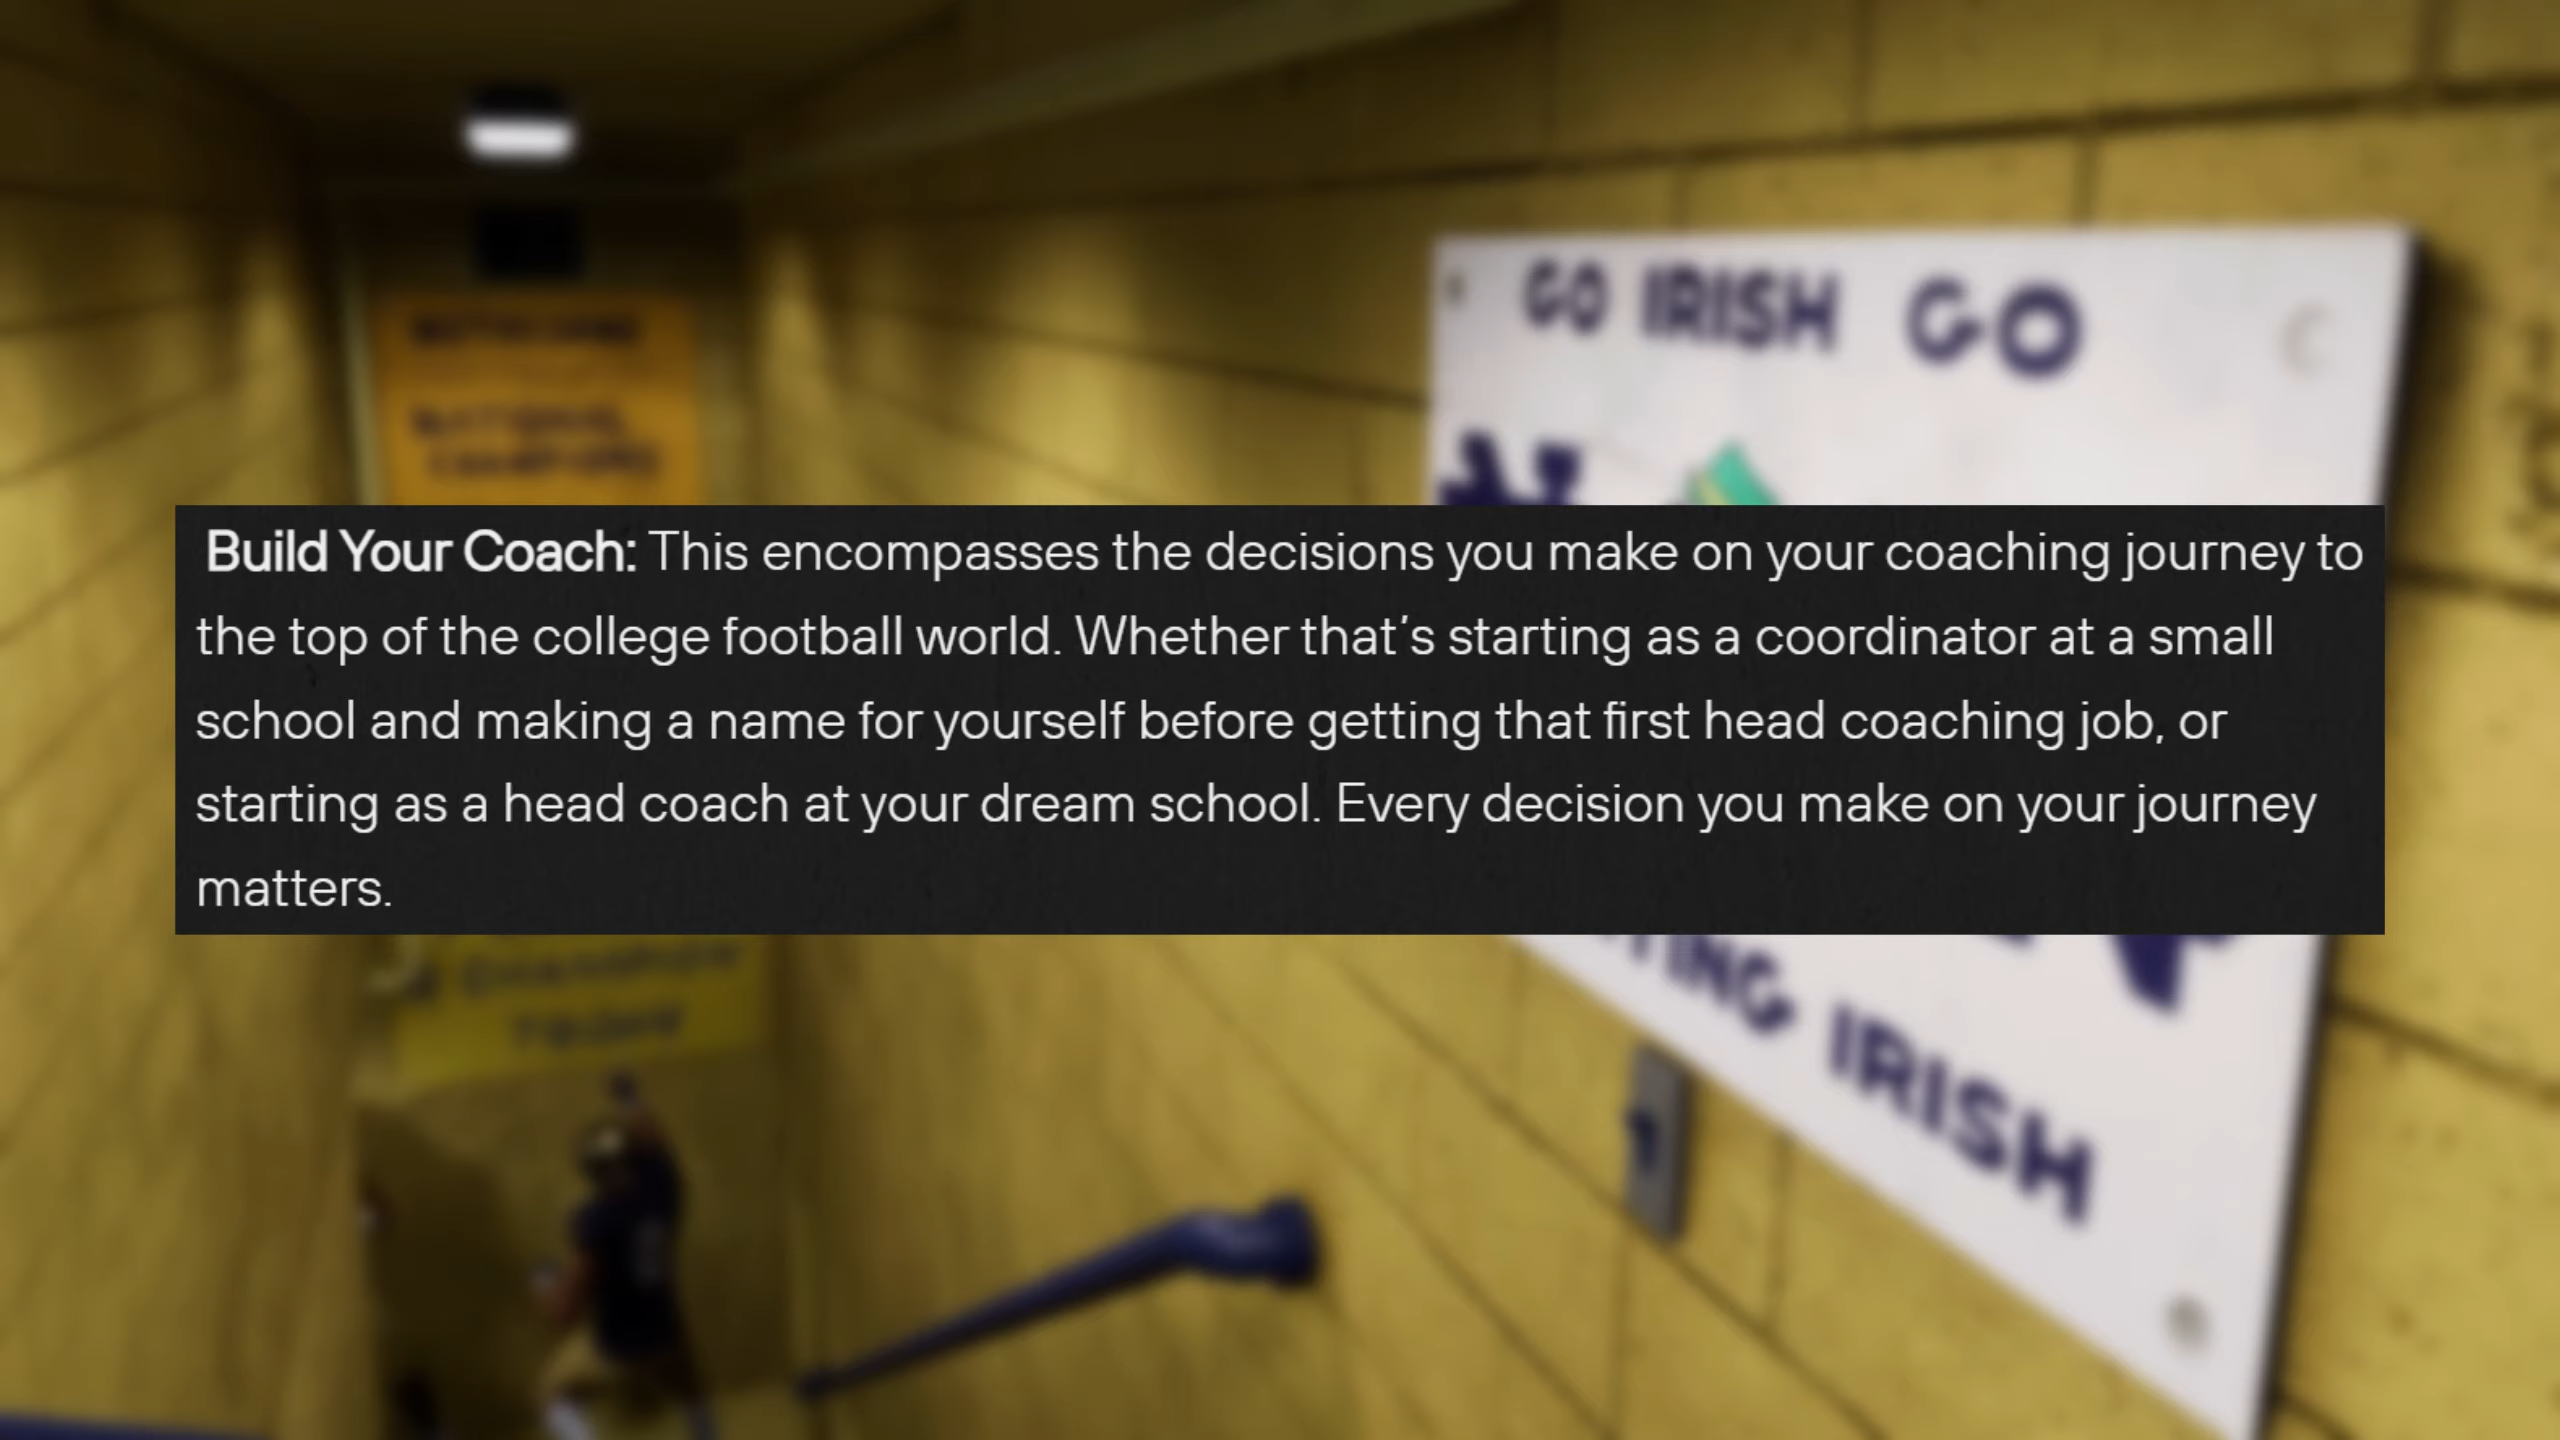 GO IRISH GO
NATIONAL
CHAMPIONS
Build Your Coach: This encompasses the decisions you make on your coaching journey to
the top of the college football world. Whether that’s starting as a coordinator at a small
school and making a name for yourself before getting that first head coaching job, or
starting as a head coach at your dream school. Every decision you make on your journey
matters.
TING IRISH